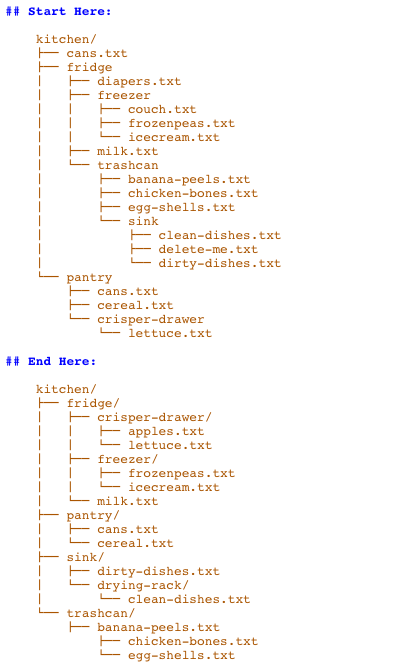 ## Start Here:
kitchen/
├── cans.txt
├── fridge
│   ├── diapers.txt
│   ├── freezer
│   │   ├── couch.txt
│   │   ├── frozenpeas.txt
│   │   └── icecream.txt
│   ├── milk.txt
│   └── trashcan
│       ├── banana-peels.txt
│       ├── chicken-bones.txt
│       ├── egg-shells.txt
│       └── sink
│           ├── clean-dishes.txt
│           ├── delete-me.txt
│           └── dirty-dishes.txt
└── pantry
    ├── cans.txt
    ├── cereal.txt
    └── crisper-drawer
        └── lettuce.txt
## End Here:
kitchen/
├── fridge/
│   ├── crisper-drawer/
│   │   ├── apples.txt
│   │   └── lettuce.txt
│   ├── freezer/
│   │   ├── frozenpeas.txt
│   │   └── icecream.txt
│   └── milk.txt
├── pantry/
│   ├── cans.txt
│   └── cereal.txt
├── sink/
│   ├── dirty-dishes.txt
│   └── drying-rack/
│       └── clean-dishes.txt
└── trashcan/
    ├── banana-peels.txt
        ├── chicken-bones.txt
        └── egg-shells.txt